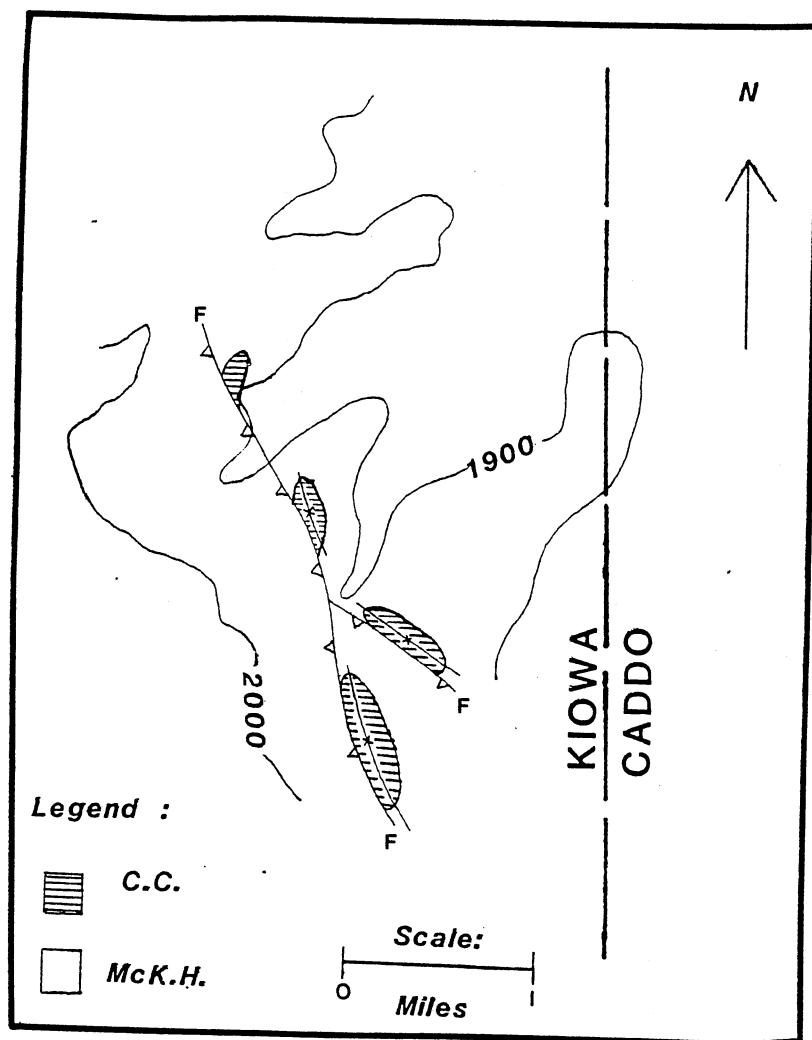 N
F
1900
F
2000
KIOWA
CADDO
F
Legend :
C.C.
McK.H.
Scale:
0 1
Miles